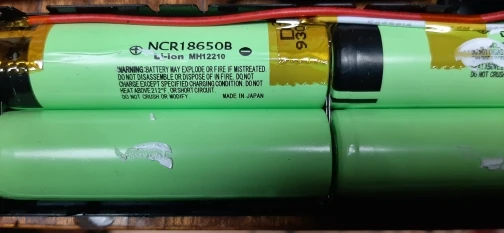 NCR18650B
Li-ion MH12210
WARNING:BATTERY MAY EXPLODE OR FIRE IF MISTREATED
DO NOT DISASSEMBLE OR DISPOSE OF IN FIRE. DO NOT
CHARGE EXCEPT SPECIFIED CHARGING CONDITION. DO NOT
HEAT ABOVE 212°F. OR SHORT CIRCUIT.
DO NOT CRUSH OR MODIFY MADE IN JAPAN
930